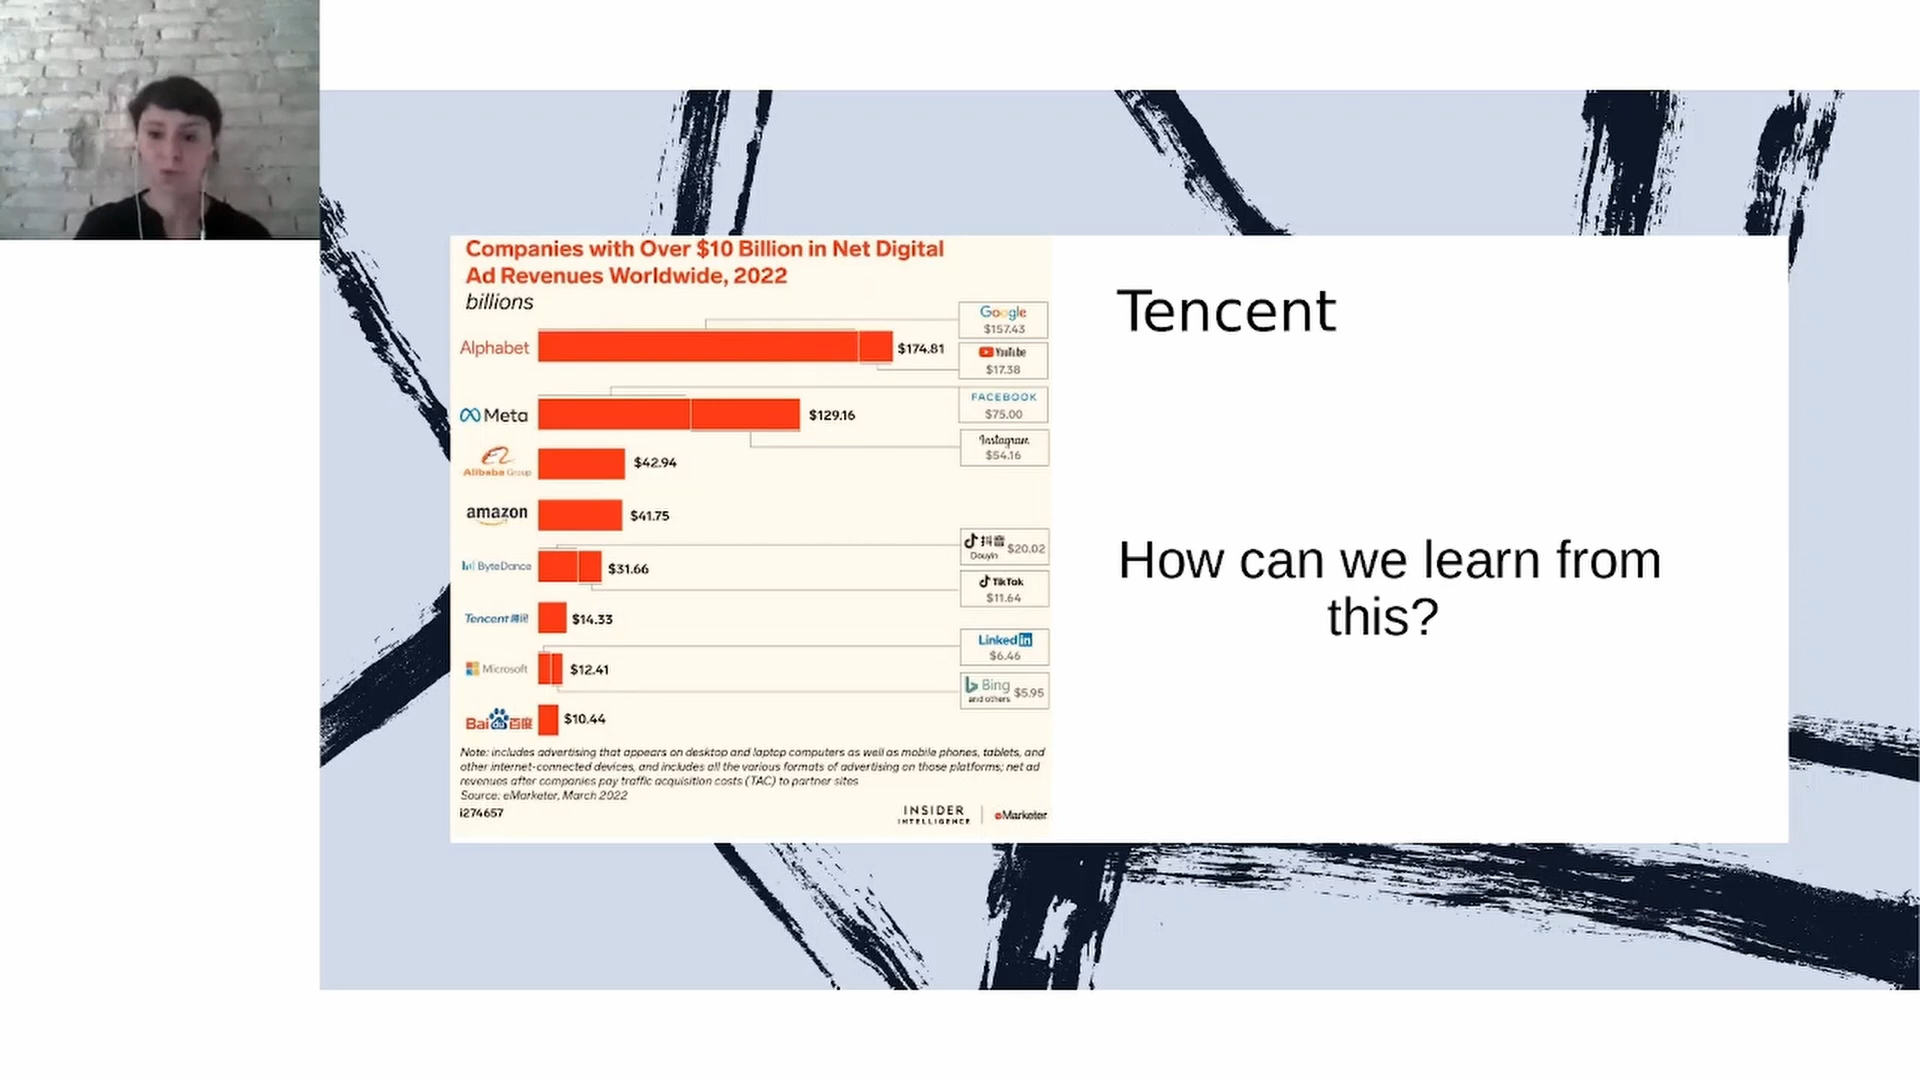 Companies with Over $10 Billion in Net Digital
Ad Revenues Worldwide, 2022
billions
Alphabet
$174.81
Google
$157.43
YouTube
$17.38
Meta
$129.16
FACEBOOK
$75.00
Instagram
$54.16
Alibaba Group
$42.94
amazon
$41.75
ByteDance
$31.66
抖音
Douyin
$20.02
TikTok
$11.64
Tencent 腾讯
$14.33
Microsoft
$12.41
Linkedin
$6.46
Bing
and others
$5.95
Baidu百度
$10.44
Note: includes advertising that appears on desktop and laptop computers as well as mobile phones, tablets, and
other internet-connected devices, and includes all the various formats of advertising on those platforms; net ad
revenues after companies pay traffic acquisition costs (TAC) to partner sites
Source: eMarketer, March 2022
i274657
INSIDER
INTELLIGENCE
eMarketer
Tencent
How can we learn from
this?